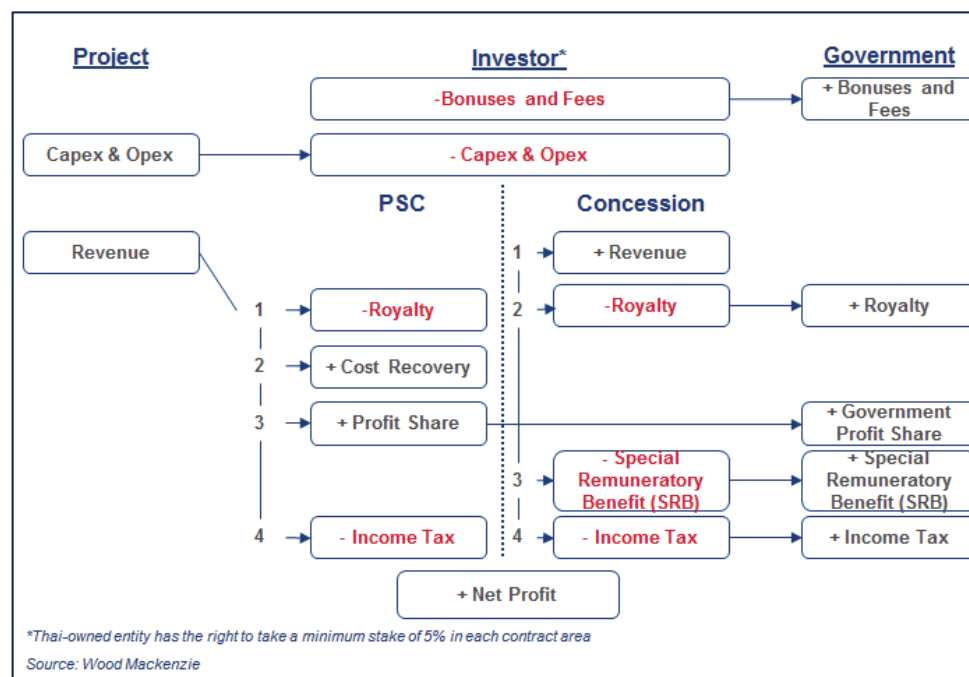 Project
Investor*
Government
-Bonuses and Fees
+ Bonuses and
Fees
Capex & Opex
- Capex & Opex
PSC
Concession
Revenue
1
+ Revenue
1
-Royalty
2
-Royalty
+ Royalty
2
+ Cost Recovery
3
+ Profit Share
+ Government
Profit Share
3
- Special
Remuneratory
Benefit (SRB)
+ Special
Remuneratory
Benefit (SRB)
4
- Income Tax
4
- Income Tax
+ Income Tax
+ Net Profit
*Thai-owned entity has the right to take a minimum stake of 5% in each contract area
Source: Wood Mackenzie